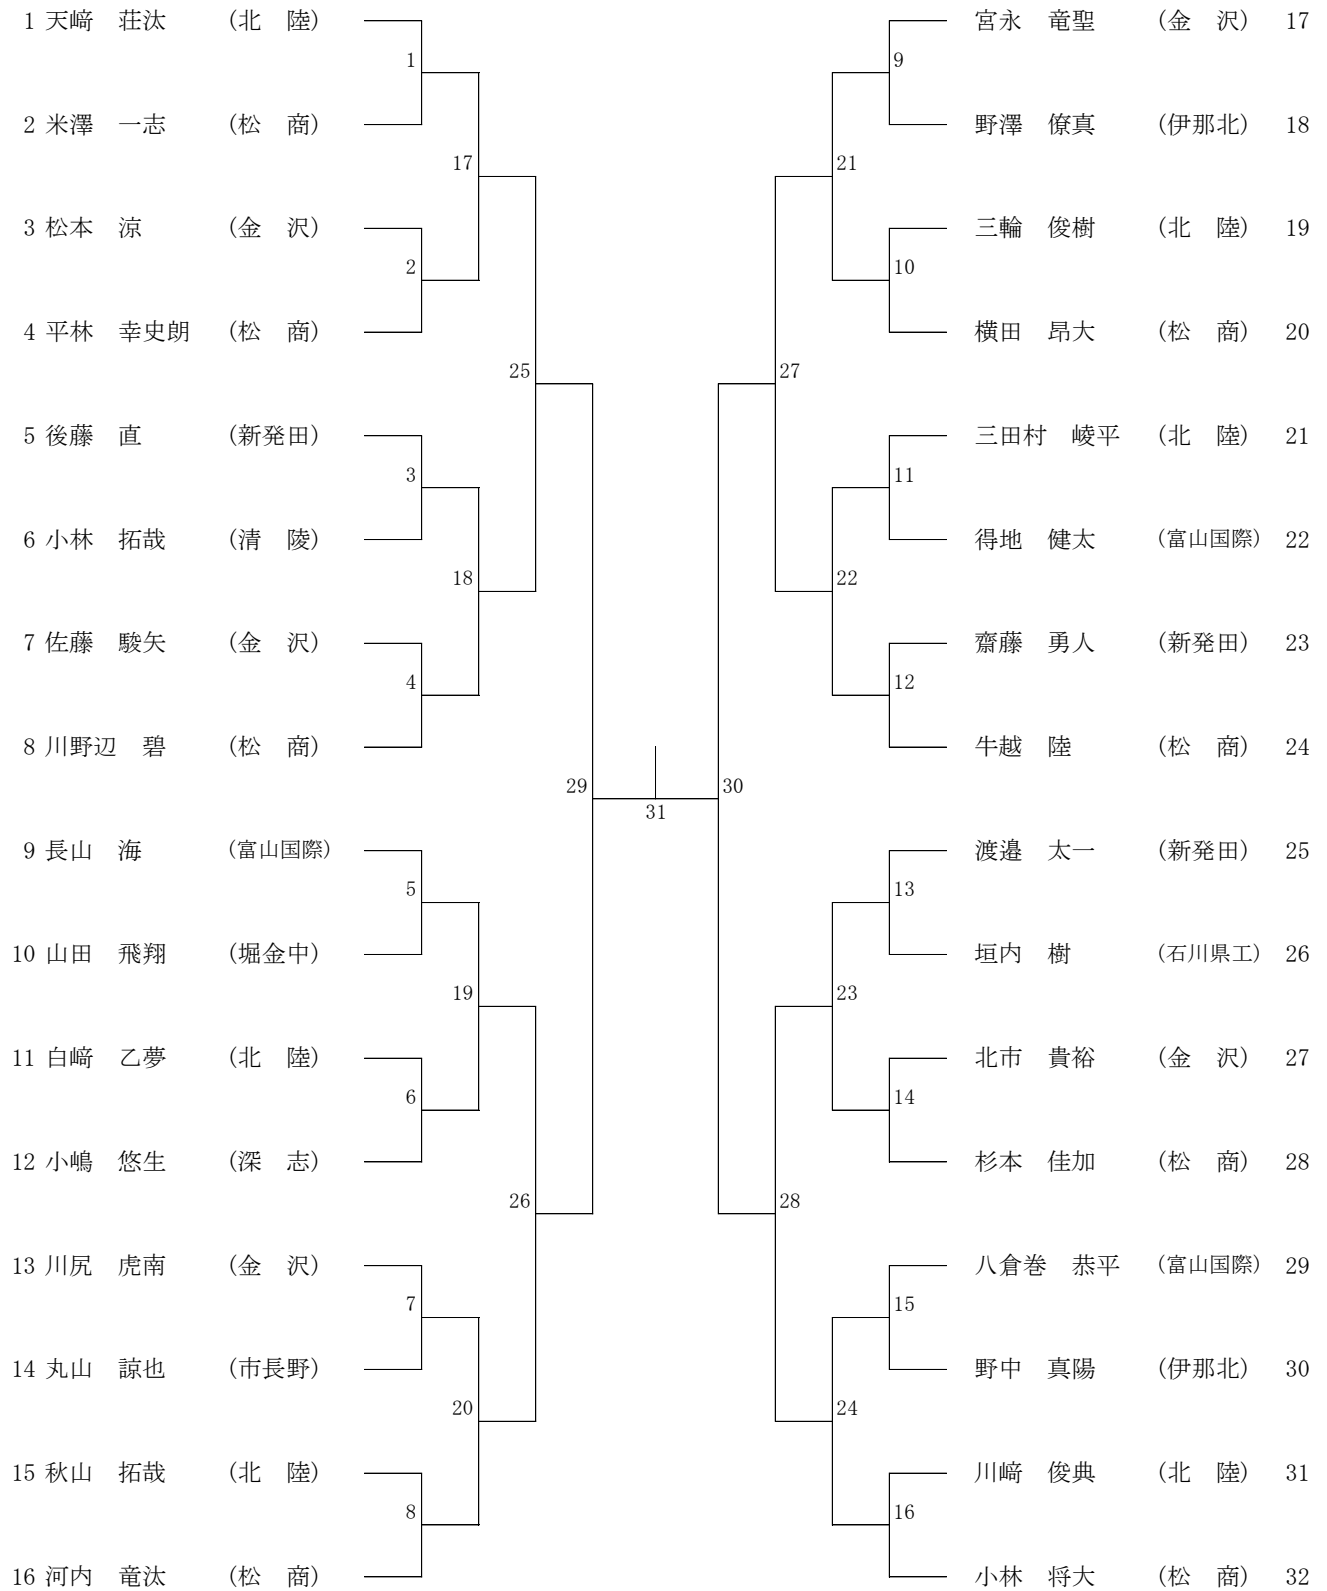 1 天﨑　荘汰　(北　陸)　宮永　竜聖　(金　沢)　17
1　9
2 米澤　一志　(松　商)　野澤　僚真　(伊那北)　18
17　21
3 松本　涼　(金　沢)　三輪　俊樹　(北　陸)　19
2　10
4 平林　幸史朗　(松　商)　横田　昂大　(松　商)　20
25　27
5 後藤　直　(新発田)　三田村　崚平　(北　陸)　21
3　11
6 小林　拓哉　(清　陵)　得地　健太　(富山国際)　22
18　22
7 佐藤　駿矢　(金　沢)　齋藤　勇人　(新発田)　23
4　12
8 川野辺　碧　(松　商)　牛越　陸　(松　商)　24
29　30
31
9 長山　海　(富山国際)　渡邉　太一　(新発田)　25
5　13
10 山田　飛翔　(堀金中)　垣内　樹　(石川県工)　26
19　23
11 白﨑　乙夢　(北　陸)　北市　貴裕　(金　沢)　27
6　14
12 小嶋　悠生　(深　志)　杉本　佳加　(松　商)　28
26　28
13 川尻　虎南　(金　沢)　八倉巻　恭平　(富山国際)　29
7　15
14 丸山　諒也　(市長野)　野中　真陽　(伊那北)　30
20　24
15 秋山　拓哉　(北　陸)　川﨑　俊典　(北　陸)　31
8　16
16 河内　竜汰　(松　商)　小林　将大　(松　商)　32